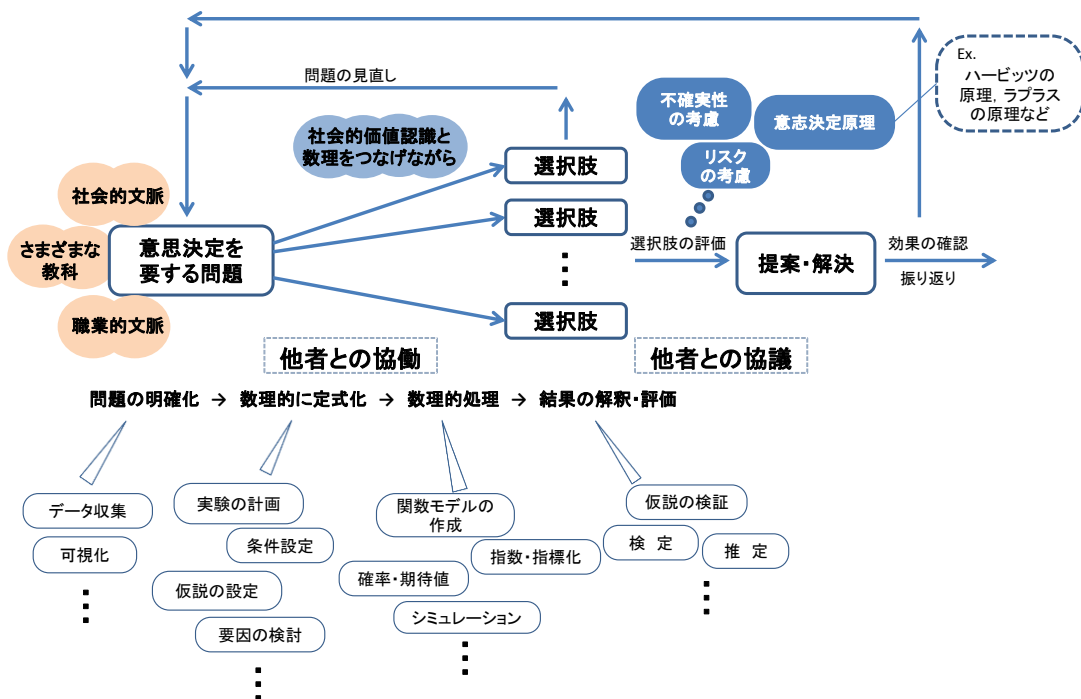 Ex.
ハービッツの
原理，ラプラス
の原理など
問題の見直し
不確実性
の考慮
意志決定原理
リスク
の考慮
社会的価値認識と
数理をつなげながら
選択肢
社会的文脈
選択肢
さまざまな
教科
意思決定を
要する問題
選択肢の評価
提案・解決
効果の確認
振り返り
職業的文脈
選択肢
他者との協働
他者との協議
問題の明確化 → 数理的に定式化 → 数理的処理 → 結果の解釈・評価
データ収集
可視化
実験の計画
条件設定
仮説の設定
要因の検討
関数モデルの
作成
指数・指標化
確率・期待値
シミュレーション
仮説の検証
検 定
推 定